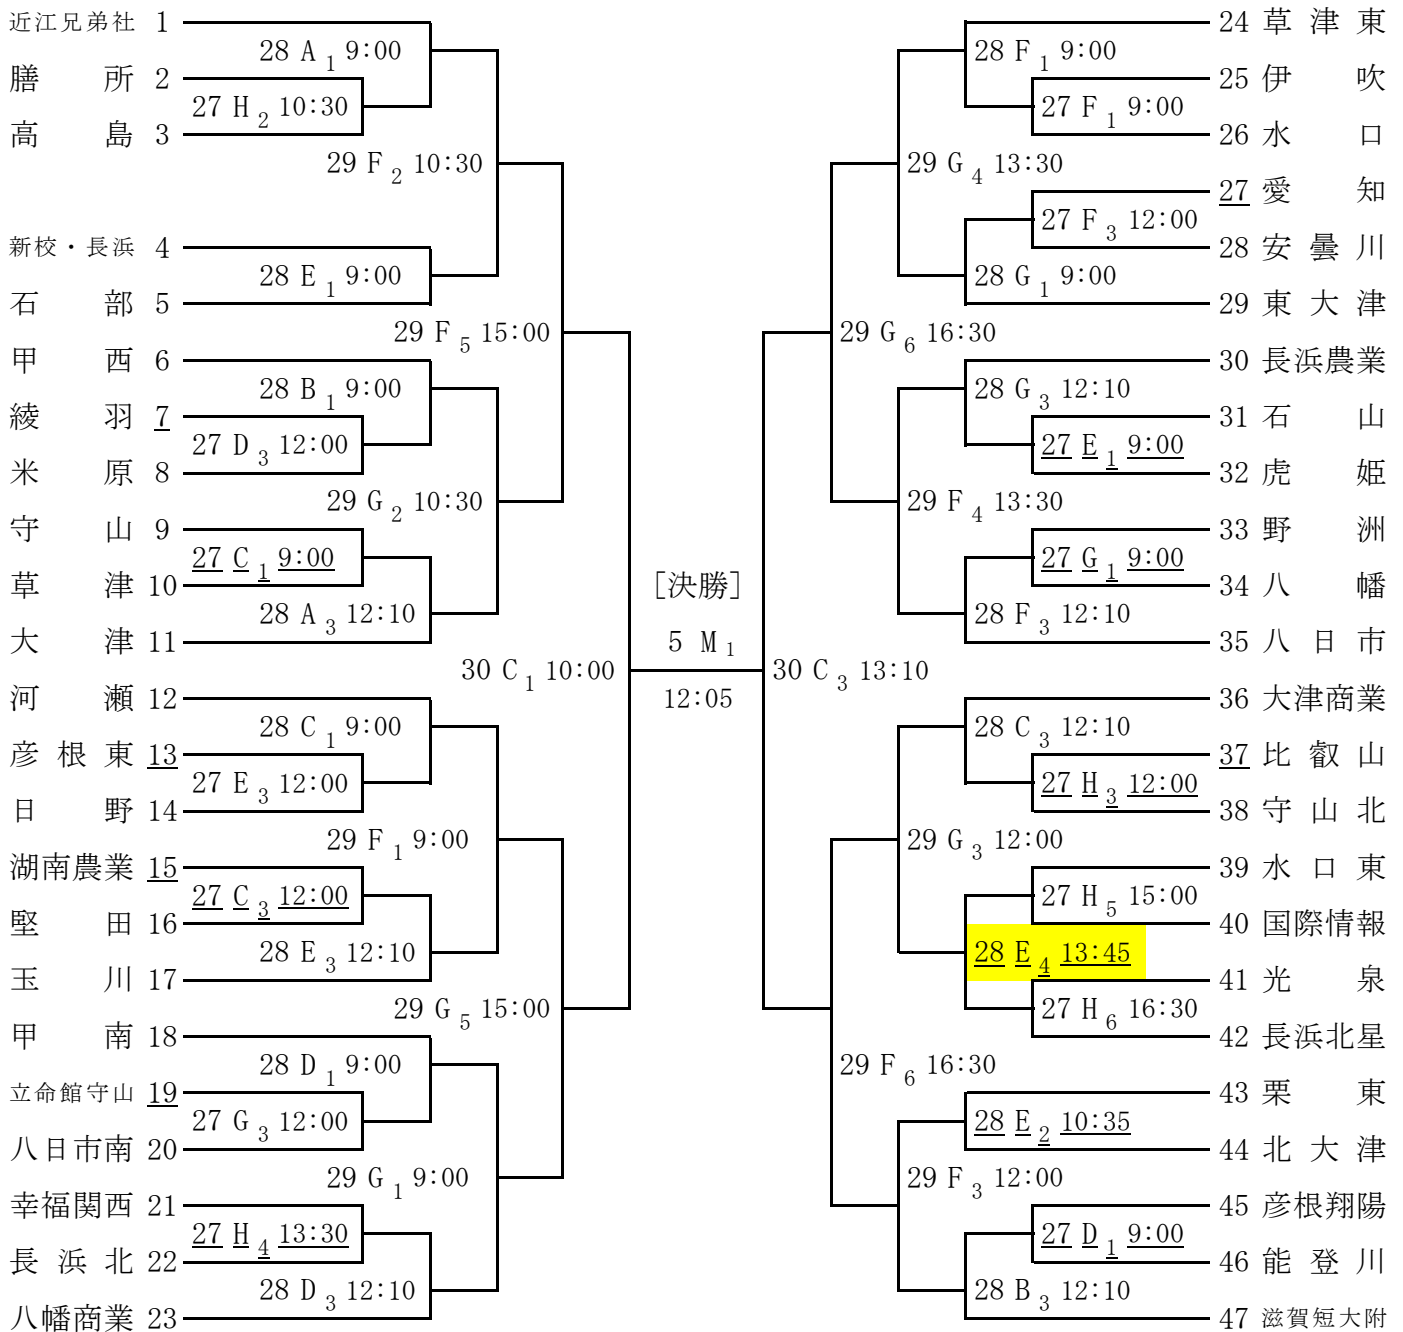 近江兄弟社 1
28 A 1 9:00
膳所 2
27 H 2 10:30
高島 3
29 F 2 10:30
新校・長浜 4
28 E 1 9:00
石部 5
29 F 5 15:00
甲西 6
28 B 1 9:00
綾羽 7
27 D 3 12:00
米原 8
29 G 2 10:30
守山 9
27 C 1 9:00
草津 10
28 A 3 12:10
大津 11
30 C 1 10:00
河瀬 12
28 C 1 9:00
彦根東 13
27 E 3 12:00
日野 14
29 F 1 9:00
湖南農業 15
27 C 3 12:00
堅田 16
28 E 3 12:10
玉川 17
29 G 5 15:00
甲南 18
28 D 1 9:00
立命館守山 19
27 G 3 12:00
八日市南 20
29 G 1 9:00
幸福関西 21
27 H 4 13:30
長浜北 22
28 D 3 12:10
八幡商業 23
[決勝]
5 M 1
12:05
24 草津東
28 F 1 9:00
25 伊吹
27 F 1 9:00
26 水口
29 G 4 13:30
27 愛知
27 F 3 12:00
28 安曇川
28 G 1 9:00
29 東大津
29 G 6 16:30
30 長浜農業
28 G 3 12:10
31 石山
27 E 1 9:00
32 虎姫
29 F 4 13:30
33 野洲
27 G 1 9:00
34 八幡
28 F 3 12:10
35 八日市
30 C 3 13:10
36 大津商業
28 C 3 12:10
37 比叡山
27 H 3 12:00
38 守山北
29 G 3 12:00
39 水口東
27 H 5 15:00
40 国際情報
28 E 4 13:45
41 光泉
27 H 6 16:30
42 長浜北星
29 F 6 16:30
43 栗東
28 E 2 10:35
44 北大津
29 F 3 12:00
45 彦根翔陽
27 D 1 9:00
46 能登川
28 B 3 12:10
47 滋賀短大附